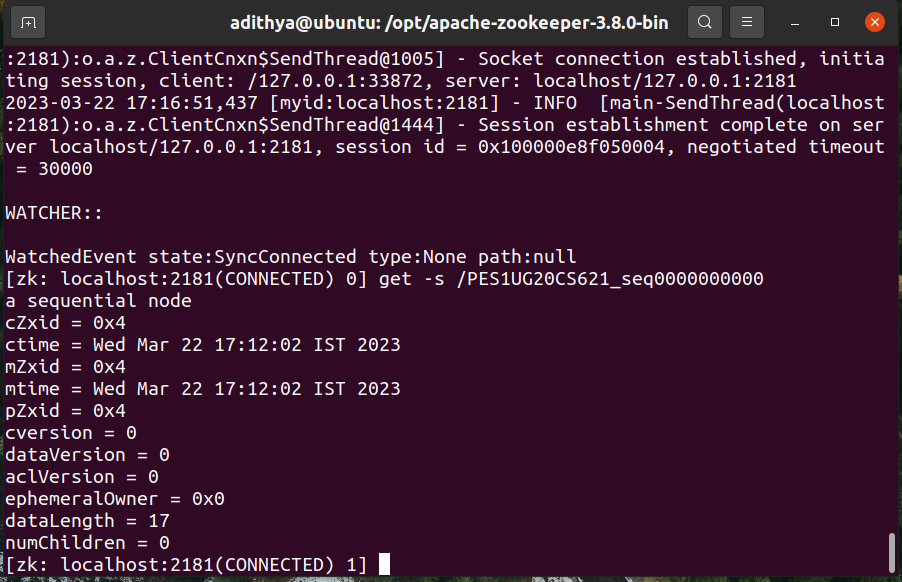 adithya@ubuntu: /opt/apache-zookeeper-3.8.0-bin
:2181):o.a.z.ClientCnxn$SendThread@1005] - Socket connection established, initia
ting session, client: /127.0.0.1:33872, server: localhost/127.0.0.1:2181
2023-03-22 17:16:51,437 [myid:localhost:2181] - INFO  [main-SendThread(localhost
:2181):o.a.z.ClientCnxn$SendThread@1444] - Session establishment complete on ser
ver localhost/127.0.0.1:2181, session id = 0x100000e8f050004, negotiated timeout
 = 30000
WATCHER::
WatchedEvent state:SyncConnected type:None path:null
[zk: localhost:2181(CONNECTED) 0] get -s /PES1UG20CS621_seq0000000000
a sequential node
cZxid = 0x4
ctime = Wed Mar 22 17:12:02 IST 2023
mZxid = 0x4
mtime = Wed Mar 22 17:12:02 IST 2023
pZxid = 0x4
cversion = 0
dataVersion = 0
aclVersion = 0
ephemeralOwner = 0x0
dataLength = 17
numChildren = 0
[zk: localhost:2181(CONNECTED) 1]